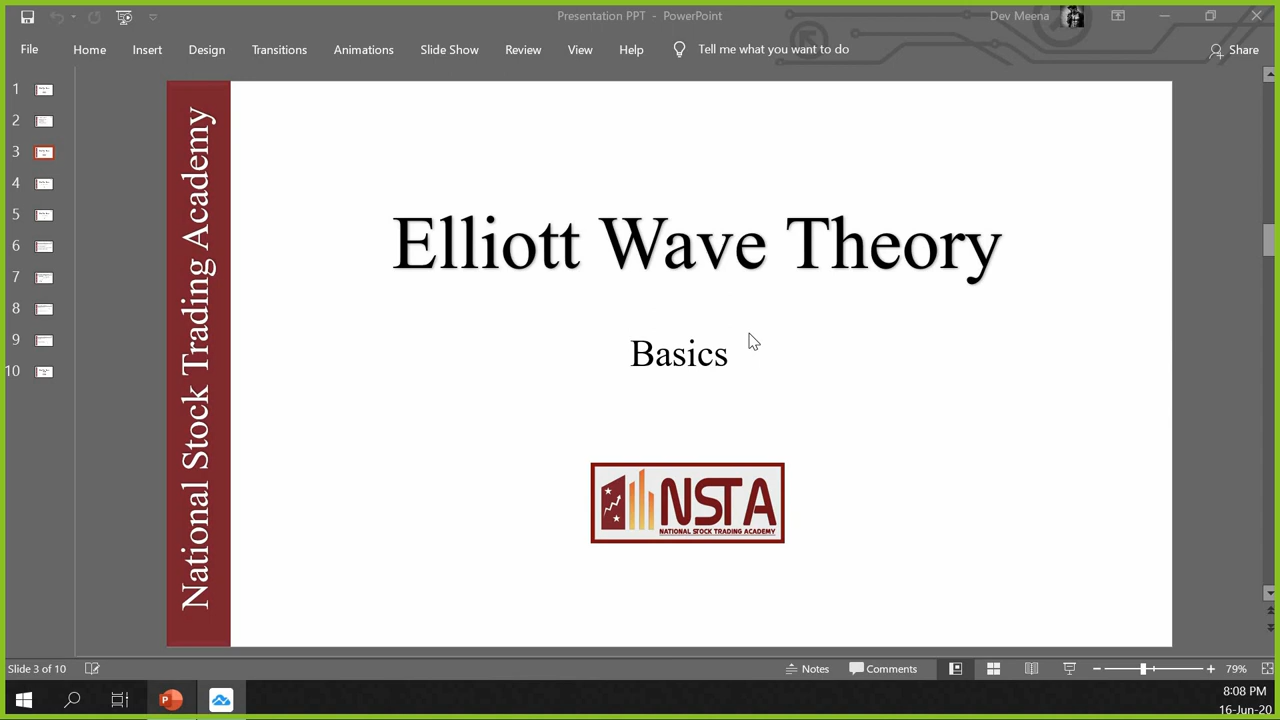 Presentation PPT - PowerPoint
Dev Meena
File Home Insert Design Transitions Animations Slide Show Review View Help Tell me what you want to do Share
1
2
3
4
5
6
7
8
9
10
National Stock Trading Academy
Elliott Wave Theory
Basics
NSTA
NATIONAL STOCK TRADING ACADEMY
Slide 3 of 10 Notes Comments 79%
8:08 PM
16-Jun-20